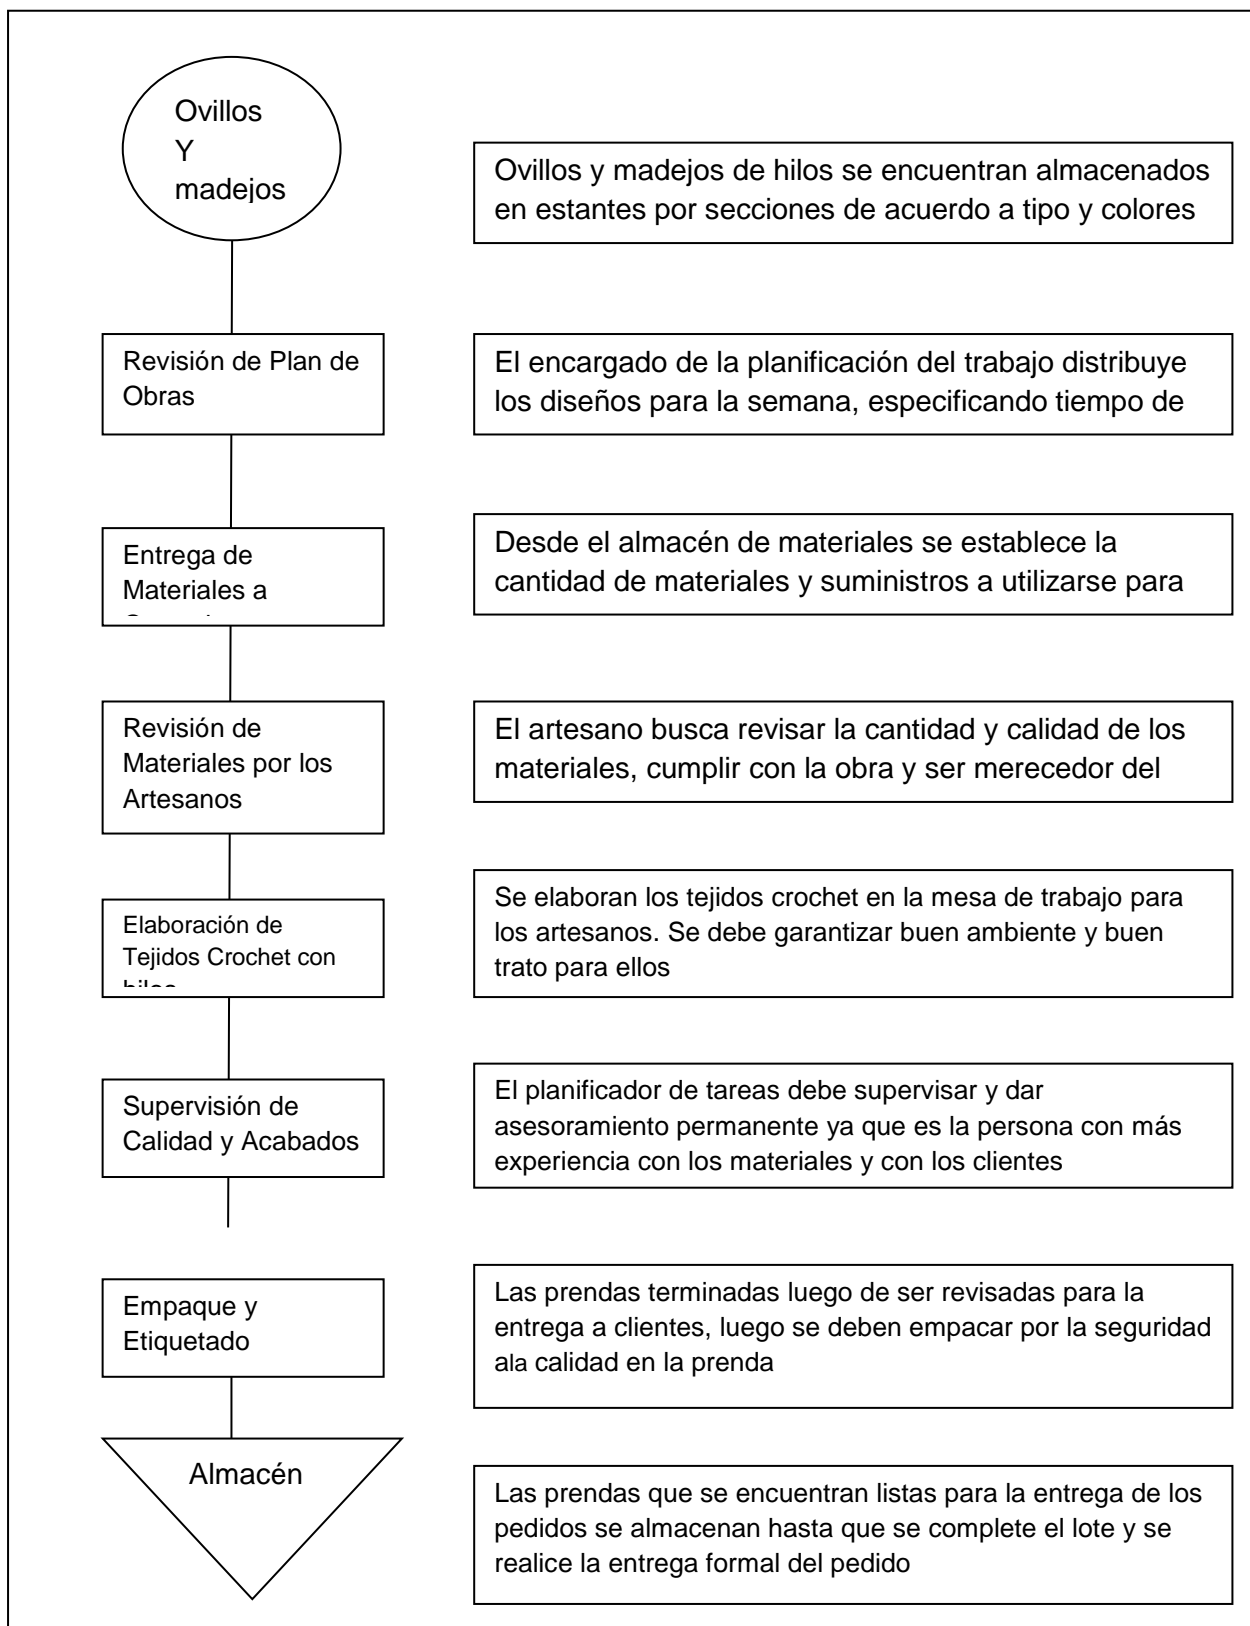 Ovillos
Y
madejos
Ovillos y madejos de hilos se encuentran almacenados
en estantes por secciones de acuerdo a tipo y colores
Revisión de Plan de
Obras
El encargado de la planificación del trabajo distribuye
los diseños para la semana, especificando tiempo de
Entrega de
Materiales a
Desde el almacén de materiales se establece la
cantidad de materiales y suministros a utilizarse para
Revisión de
Materiales por los
Artesanos
El artesano busca revisar la cantidad y calidad de los
materiales, cumplir con la obra y ser merecedor del
Elaboración de
Tejidos Crochet con
Se elaboran los tejidos crochet en la mesa de trabajo para
los artesanos. Se debe garantizar buen ambiente y buen
trato para ellos
Supervisión de
Calidad y Acabados
El planificador de tareas debe supervisar y dar
asesoramiento permanente ya que es la persona con más
experiencia con los materiales y con los clientes
Empaque y
Etiquetado
Las prendas terminadas luego de ser revisadas para la
entrega a clientes, luego se deben empacar por la seguridad
ala calidad en la prenda
Almacén
Las prendas que se encuentran listas para la entrega de los
pedidos se almacenan hasta que se complete el lote y se
realice la entrega formal del pedido